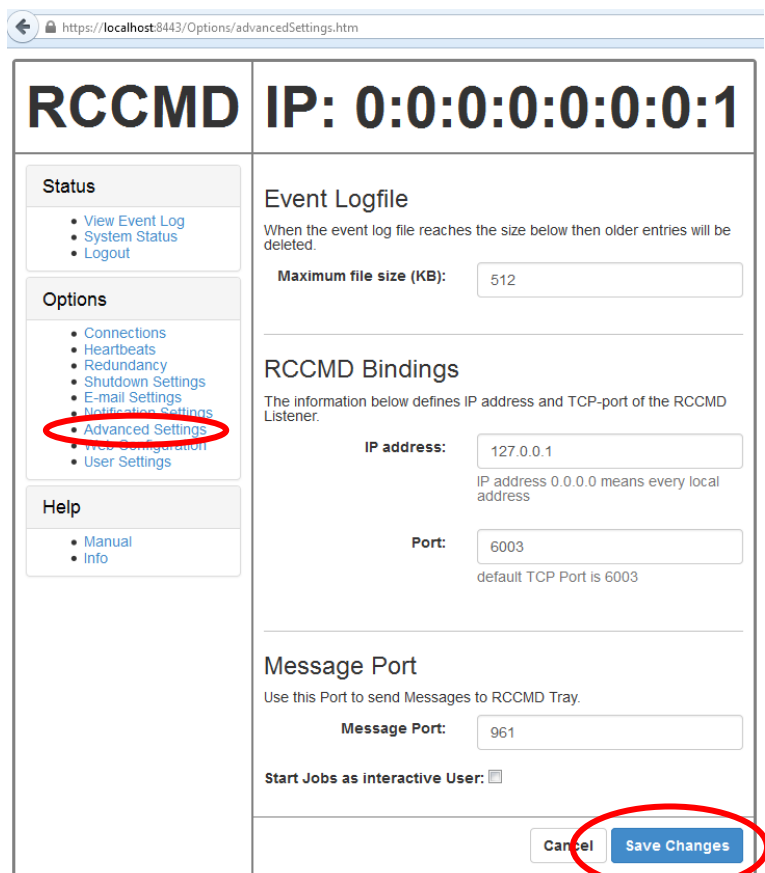 https://localhost:8443/Options/advancedSettings.htm
RCCMD
IP: 0:0:0:0:0:0:0:1
Status
View Event Log
System Status
Logout
Options
Connections
Heartbeats
Redundancy
Shutdown Settings
E-mail Settings
Notification Settings
Advanced Settings
Web Configuration
User Settings
Help
Manual
Info
Event Logfile
When the event log file reaches the size below then older entries will be
deleted.
Maximum file size (KB): 512
RCCMD Bindings
The information below defines IP address and TCP-port of the RCCMD
Listener.
IP address: 127.0.0.1
IP address 0.0.0.0 means every local
address
Port: 6003
default TCP Port is 6003
Message Port
Use this Port to send Messages to RCCMD Tray.
Message Port: 961
Start Jobs as interactive User:
Cancel Save Changes